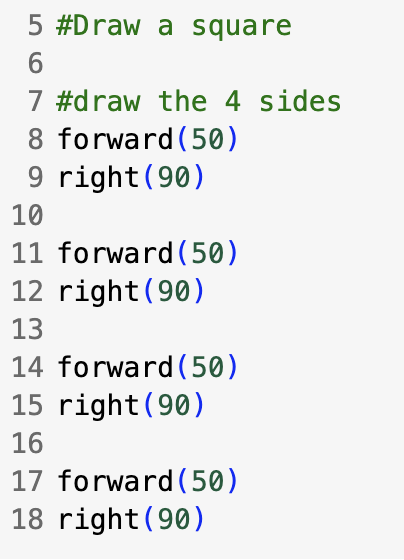 5 #Draw a square
6
7 #draw the 4 sides
8 forward(50)
9 right(90)
10
11 forward(50)
12 right(90)
13
14 forward(50)
15 right(90)
16
17 forward(50)
18 right(90)